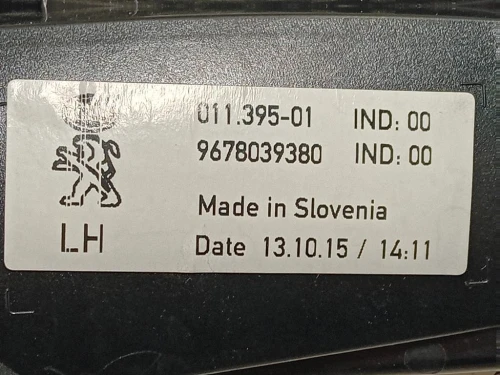 011.395-01 IND: 00
9678039380 IND: 00
Made in Slovenia
LH
Date 13.10.15 / 14:11